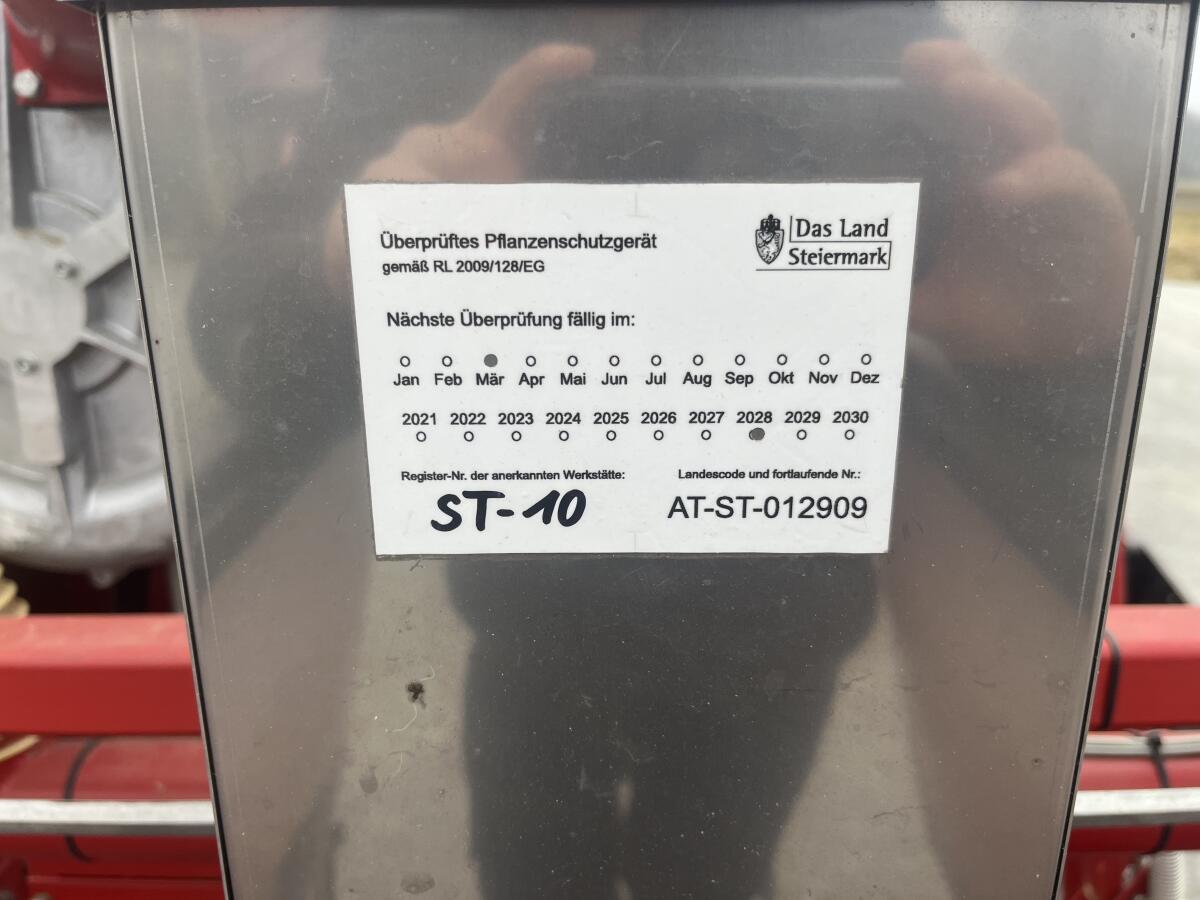 Überprüftes Pflanzenschutzgerät
gemäß RL 2009/128/EG
Das Land
Steiermark
Nächste Überprüfung fällig im:
Jan Feb Mär Apr Mai Jun Jul Aug Sep Okt Nov Dez
2021 2022 2023 2024 2025 2026 2027 2028 2029 2030
Register-Nr. der anerkannten Werkstätte:
ST-10
Landescode und fortlaufende Nr.:
AT-ST-012909